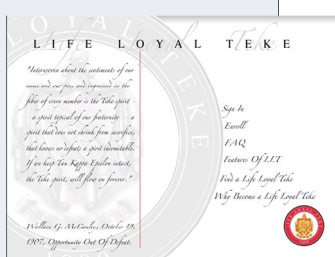 LIFE LOYAL TEKE
"Interwoven about the sentiments of our
name and our pins, and ingrained in the
fiber of every member is the Teke spirit -
a spirit typical of our fraternity - a
spirit that does not shrink from sacrifice,
that knows no defeat; a spirit indomitable.
If we keep Tau Kappa Epsilon intact,
the Teke spirit, will flow on forever."
Wallace G. McCauley, October 19,
1907, Opportunity Out Of Defeat.
Sign In
Enroll
FAQ
Features Of LLT
Find a Life Loyal Teke
Why Become a Life Loyal Teke